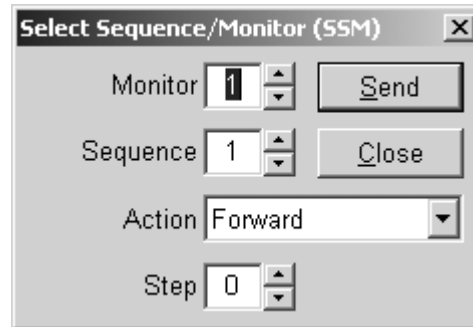 Select Sequence/Monitor (SSM)
Monitor 1 Send
Sequence 1 Close
Action Forward
Step 0